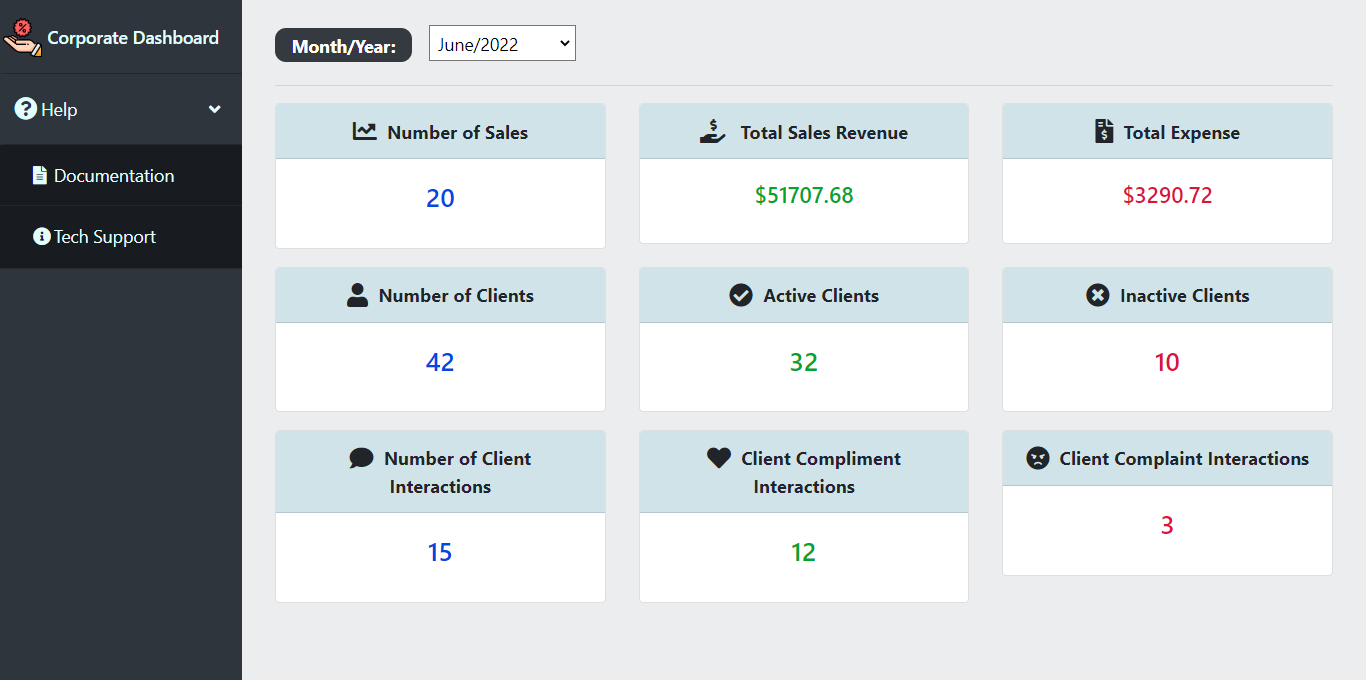 Corporate Dashboard
Help
Documentation
Tech Support
Month/Year:
June/2022
Number of Sales
20
Total Sales Revenue
$51707.68
Total Expense
$3290.72
Number of Clients
42
Active Clients
32
Inactive Clients
10
Number of Client
Interactions
15
Client Compliment
Interactions
12
Client Complaint Interactions
3